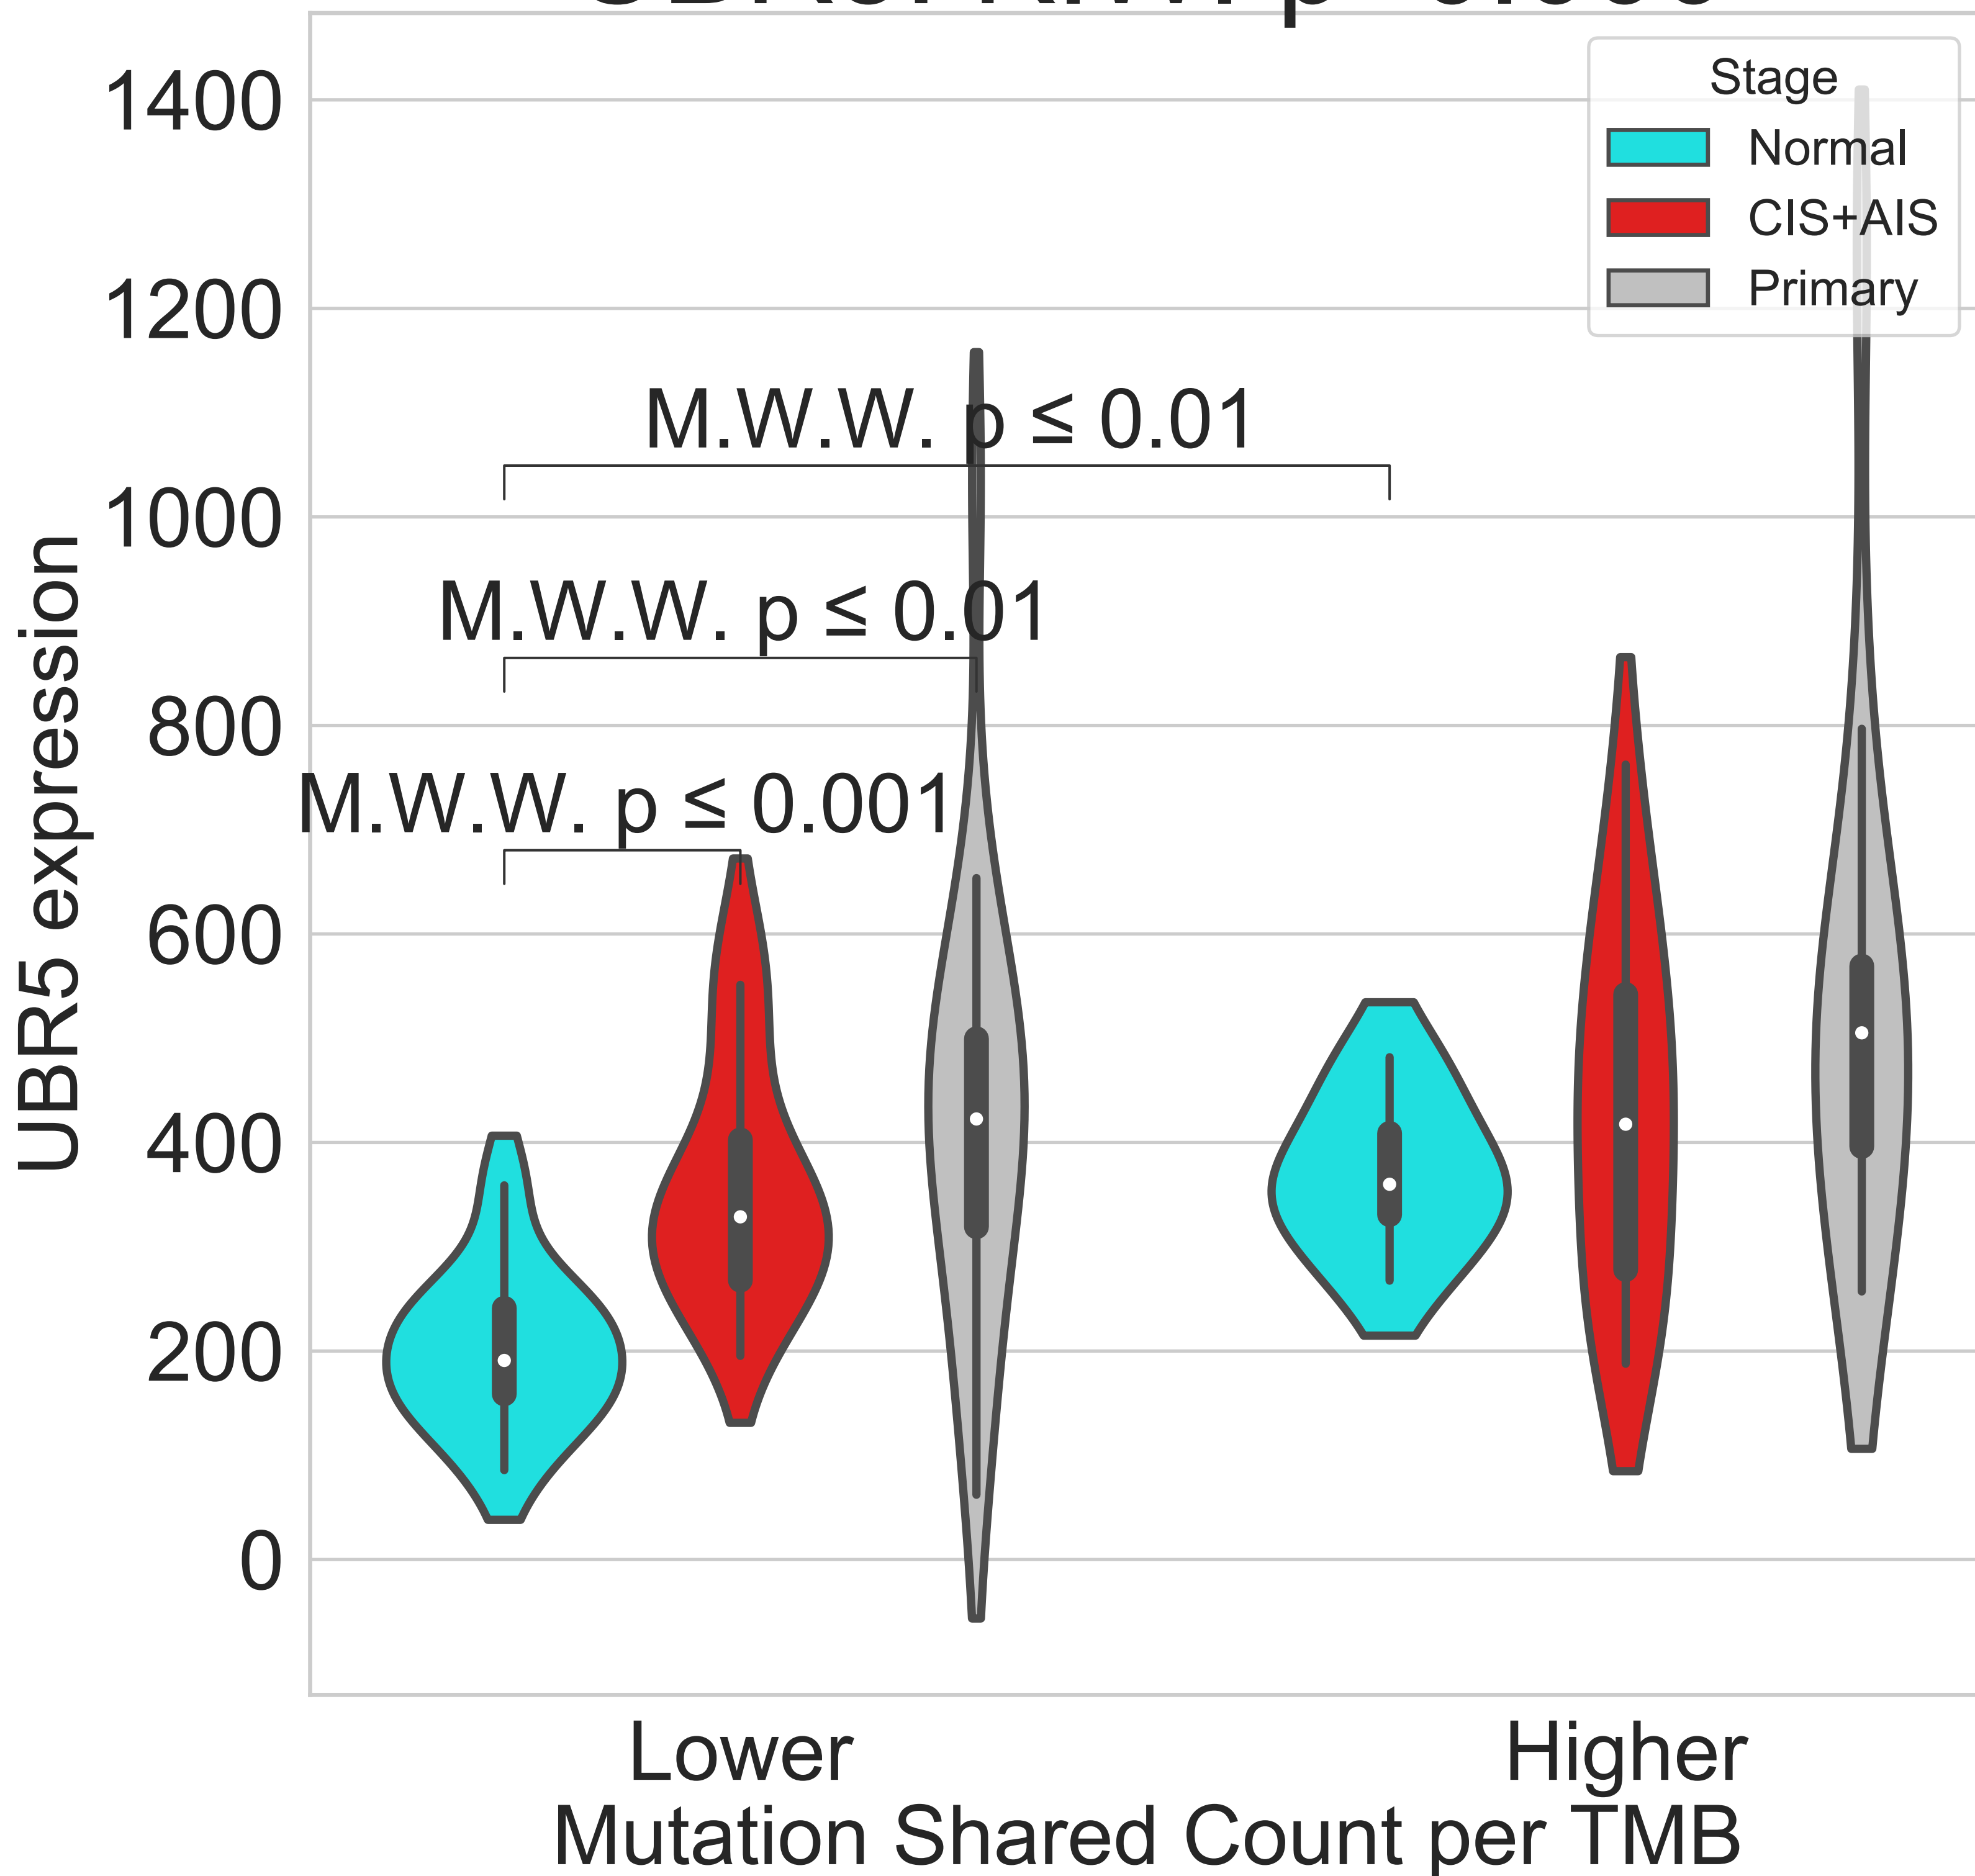 Stage
Normal
CIS+AIS
Primary
1400
1200
1000
800
600
400
200
0
UBR5 expression
M.W.W. p ≤ 0.01
M.W.W. p ≤ 0.01
M.W.W. p ≤ 0.001
Lower
Higher
Mutation Shared Count per TMB